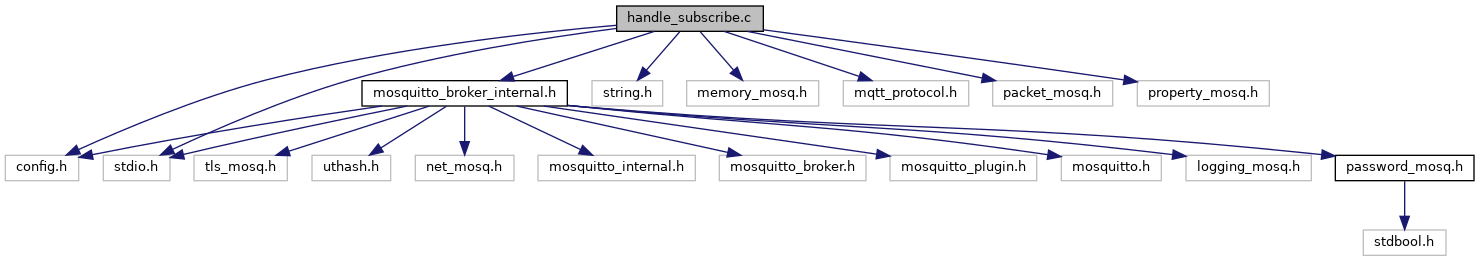 handle_subscribe.c
mosquitto_broker_internal.h
string.h
memory_mosq.h
mqtt_protocol.h
packet_mosq.h
property_mosq.h
config.h
stdio.h
tls_mosq.h
uthash.h
net_mosq.h
mosquitto_internal.h
mosquitto_broker.h
mosquitto_plugin.h
mosquitto.h
logging_mosq.h
password_mosq.h
stdbool.h